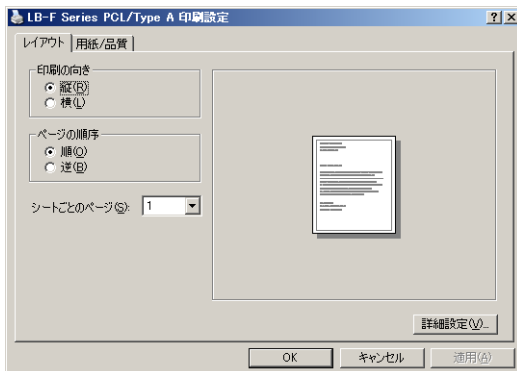 LB-F Series PCL/Type A 印刷設定
レイアウト 用紙/品質
印刷の向き
縦(R)
横(L)
ページの順序
順(O)
逆(B)
シートごとのページ(S): 1
詳細設定(V)...
OK キャンセル 適用(A)